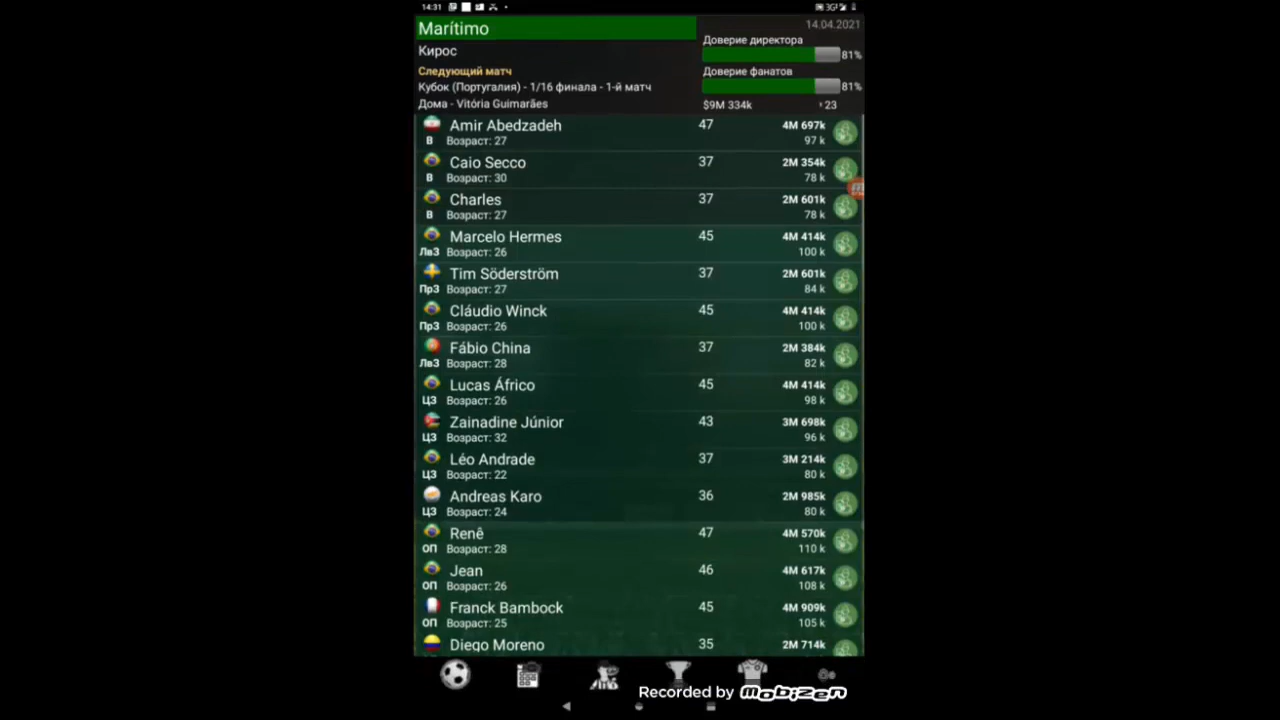 14:31
3G
Marítimo
14.04.2021
Кирос
Доверие директора
81%
Следующий матч
Доверие фанатов
Кубок (Португалия) - 1/16 финала - 1-й матч
81%
Дома - Vitória Guimarães
$9M 334k
23
Amir Abedzadeh 47 4M 697k
В Возраст: 27 97 k
Caio Secco 37 2M 354k
В Возраст: 30 78 k
Charles 37 2M 601k
В Возраст: 27 78 k
Marcelo Hermes 45 4M 414k
ЛвЗ Возраст: 26 100 k
Tim Söderström 37 2M 601k
ПрЗ Возраст: 27 84 k
Cláudio Winck 45 4M 414k
ПрЗ Возраст: 26 100 k
Fábio China 37 2M 384k
ЛвЗ Возраст: 28 82 k
Lucas Áfrico 45 4M 414k
ЦЗ Возраст: 26 98 k
Zainadine Júnior 43 3M 698k
ЦЗ Возраст: 32 96 k
Léo Andrade 37 3M 214k
ЦЗ Возраст: 22 80 k
Andreas Karo 36 2M 985k
ЦЗ Возраст: 24 80 k
Renê 47 4M 570k
ОП Возраст: 28 110 k
Jean 46 4M 617k
ОП Возраст: 26 108 k
Franck Bambock 45 4M 909k
ОП Возраст: 25 105 k
Diego Moreno 35 2M 714k
Recorded by Mobizen